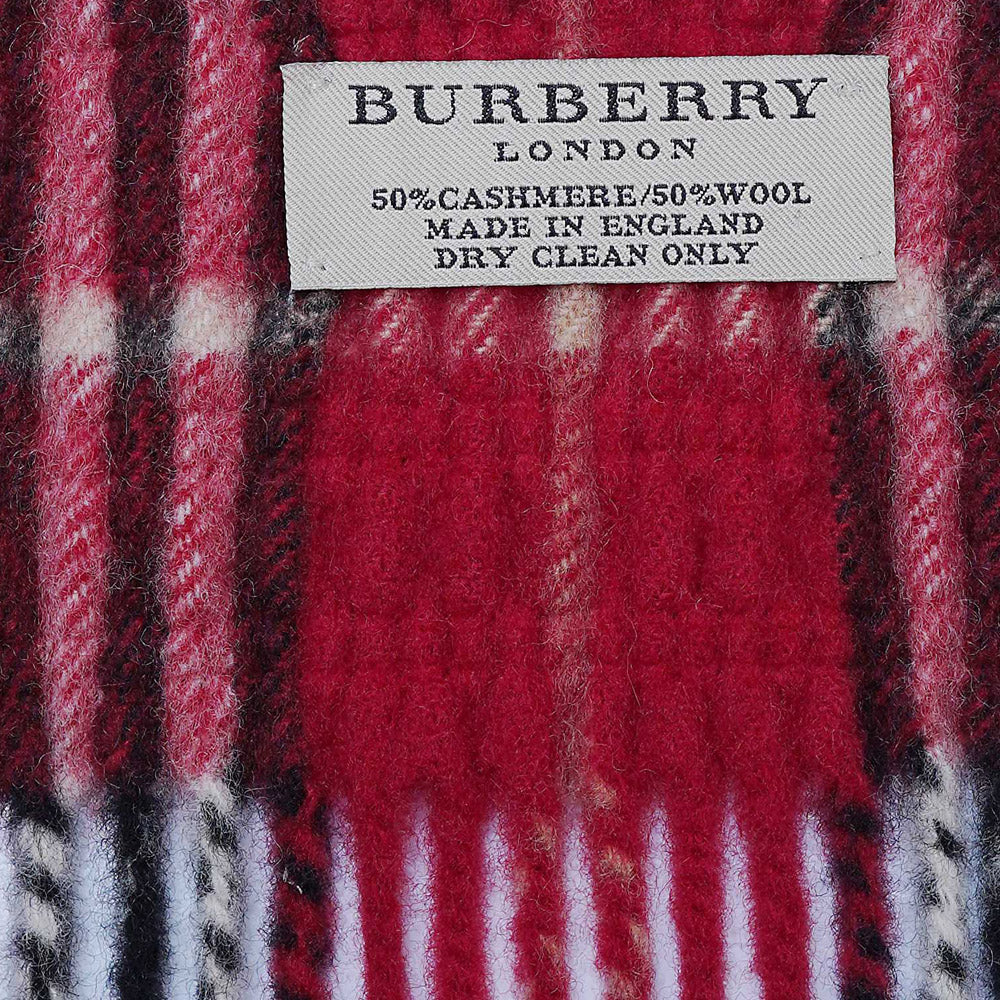 BURBERRY
LONDON
50%CASHMERE/50%WOOL
MADE IN ENGLAND
DRY CLEAN ONLY